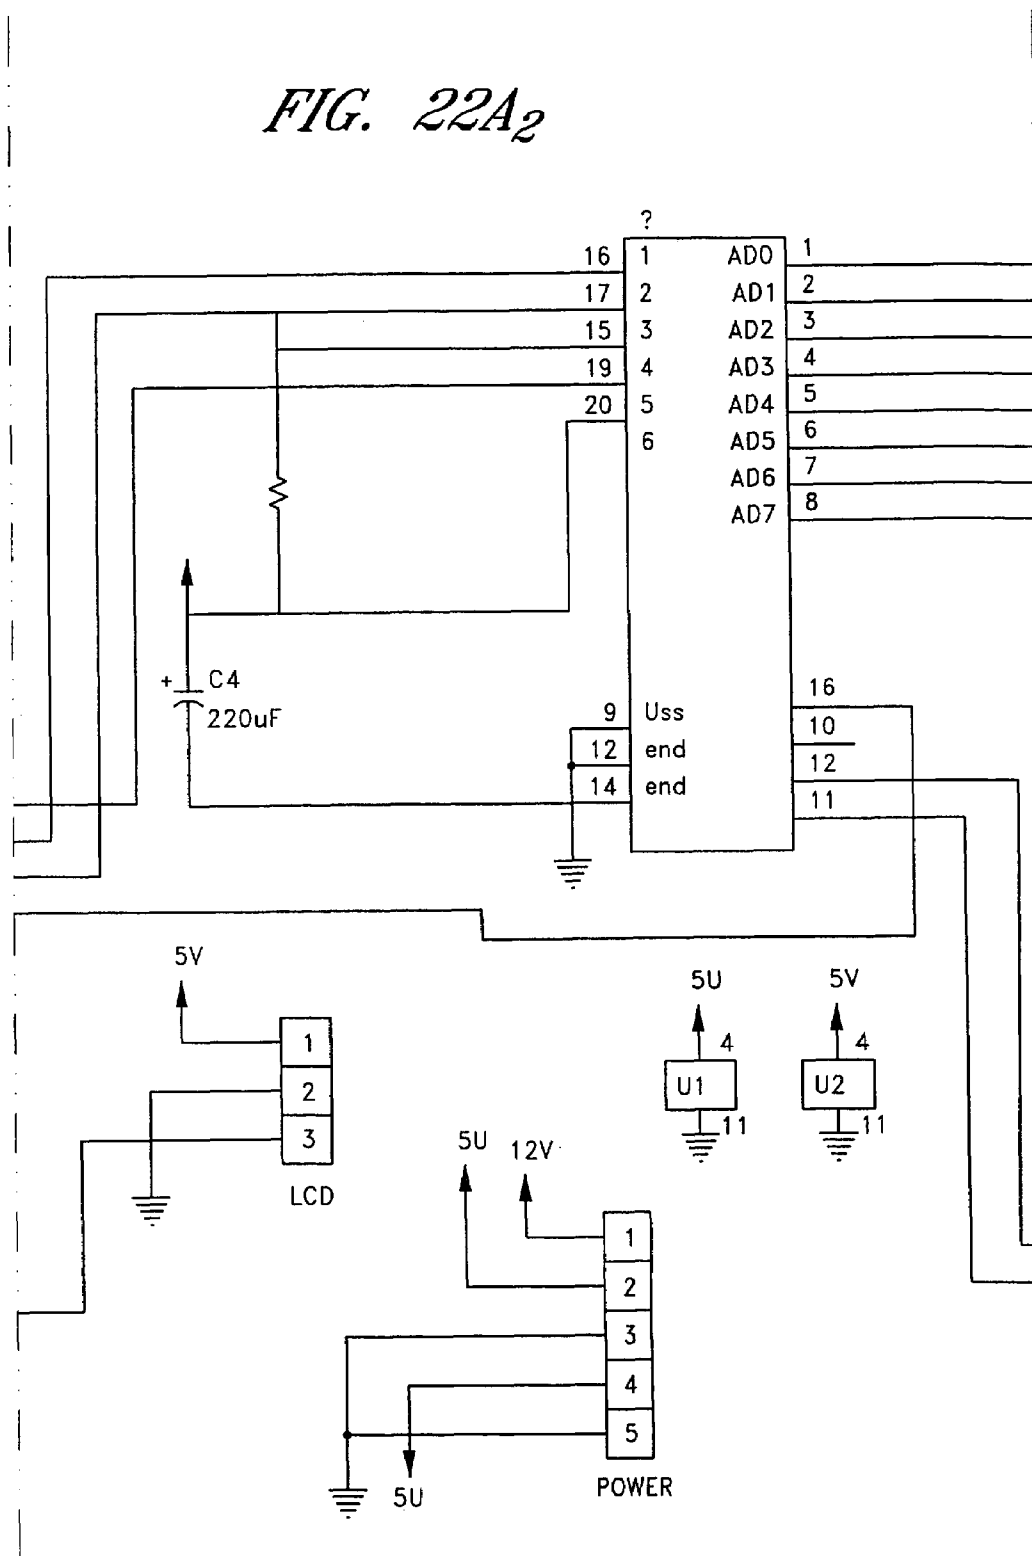 FIG. 22A2
?
16 1 AD0 1
17 2 AD1 2
15 3 AD2 3
19 4 AD3 4
20 5 AD4 5
6 AD5 6
AD6 7
AD7 8
+ C4
220uF
16
9 Uss
10
12 end
12
14 end
11
5V
1
2
3
LCD
5U
4
U1
11
5V
4
U2
11
5U 12V
1
2
3
4
5
5U
POWER